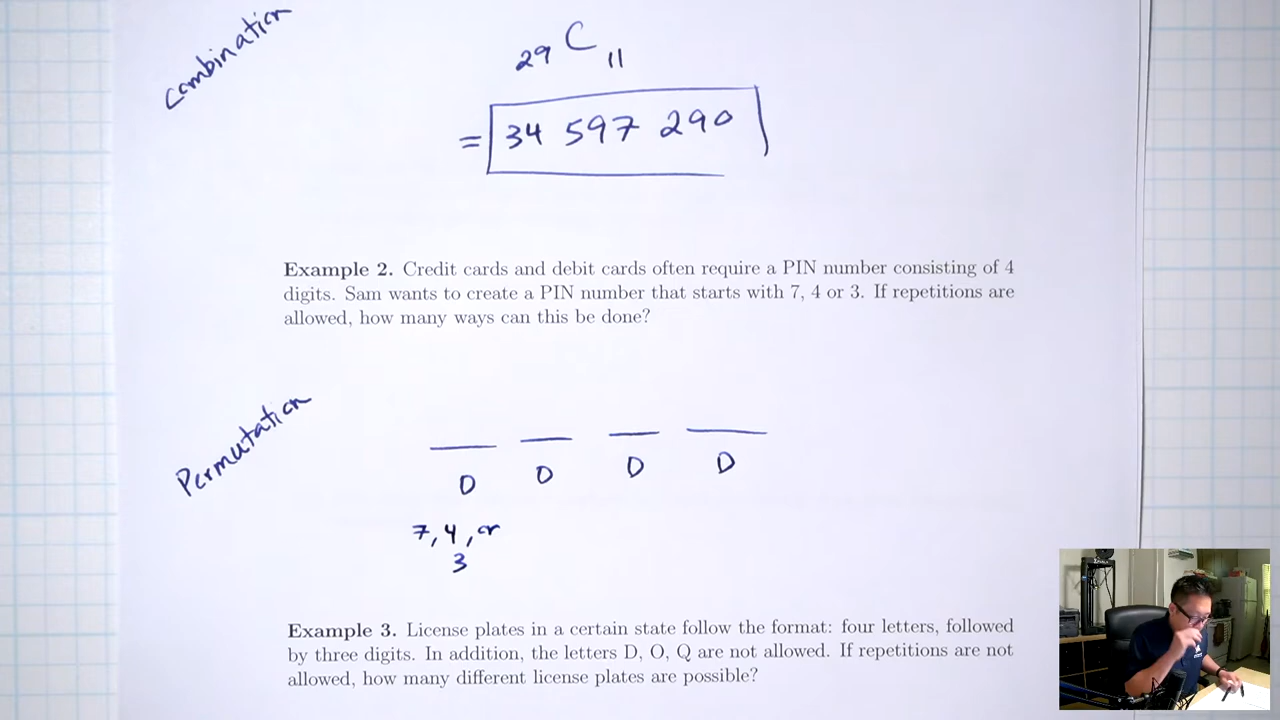 Combination
29 C 11
= 34 597 290
Example 2. Credit cards and debit cards often require a PIN number consisting of 4
digits. Sam wants to create a PIN number that starts with 7, 4 or 3. If repetitions are
allowed, how many ways can this be done?
Permutation
D D D D
7, 4, or
3
Example 3. License plates in a certain state follow the format: four letters, followed
by three digits. In addition, the letters D, O, Q are not allowed. If repetitions are not
allowed, how many different license plates are possible?